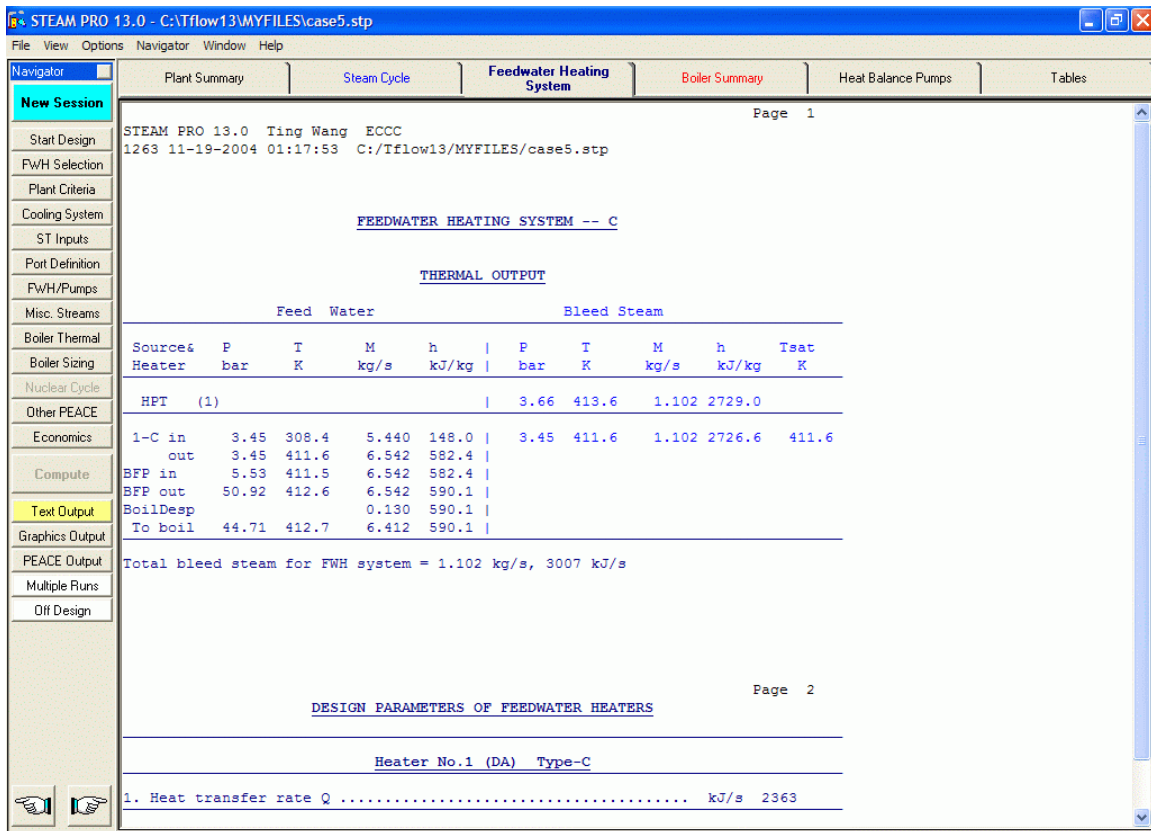 STEAM PRO 13.0 - C:\Tflow13\MYFILES\case5.stp
File View Options Navigator Window Help
Navigator
New Session
Start Design
FWH Selection
Plant Criteria
Cooling System
ST Inputs
Port Definition
FWH/Pumps
Misc. Streams
Boiler Thermal
Boiler Sizing
Nuclear Cycle
Other PEACE
Economics
Compute
Text Output
Graphics Output
PEACE Output
Multiple Runs
Off Design
Plant Summary
Steam Cycle
Feedwater Heating
System
Boiler Summary
Heat Balance Pumps
Tables
Page 1
STEAM PRO 13.0 Ting Wang ECCC
1263 11-19-2004 01:17:53 C:/Tflow13/MYFILES/case5.stp
FEEDWATER HEATING SYSTEM -- C
THERMAL OUTPUT
Feed Water Bleed Steam
Source& P T M h | P T M h Tsat
Heater bar K kg/s kJ/kg | bar K kg/s kJ/kg K
HPT (1) | 3.66 413.6 1.102 2729.0
1-C in 3.45 308.4 5.440 148.0 | 3.45 411.6 1.102 2726.6 411.6
out 3.45 411.6 6.542 582.4 |
BFP in 5.53 411.5 6.542 582.4 |
BFP out 50.92 412.6 6.542 590.1 |
BoilDesp 0.130 590.1 |
To boil 44.71 412.7 6.412 590.1 |
Total bleed steam for FWH system = 1.102 kg/s, 3007 kJ/s
Page 2
DESIGN PARAMETERS OF FEEDWATER HEATERS
Heater No.1 (DA) Type-C
1. Heat transfer rate Q ....................................... kJ/s 2363